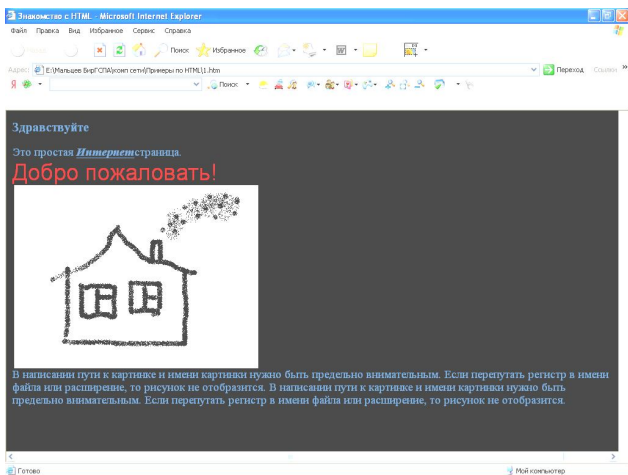 Знакомство с HTML - Microsoft Internet Explorer
Файл Правка Вид Избранное Сервис Справка
Поиск Избранное
Адрес: E:\Мальцев БирГСПА\комп сети\Примеры по HTML\1.htm Переход Ссылки »
Я Поиск
Здравствуйте
Это простая Интернетстраница.
Добро пожаловать!
В написании пути к картинке и имени картинки нужно быть предельно внимательным. Если перепутать регистр в имени
файла или расширение, то рисунок не отобразится. В написании пути к картинке и имени картинки нужно быть
предельно внимательным. Если перепутать регистр в имени файла или расширение, то рисунок не отобразится.
Готово Мой компьютер